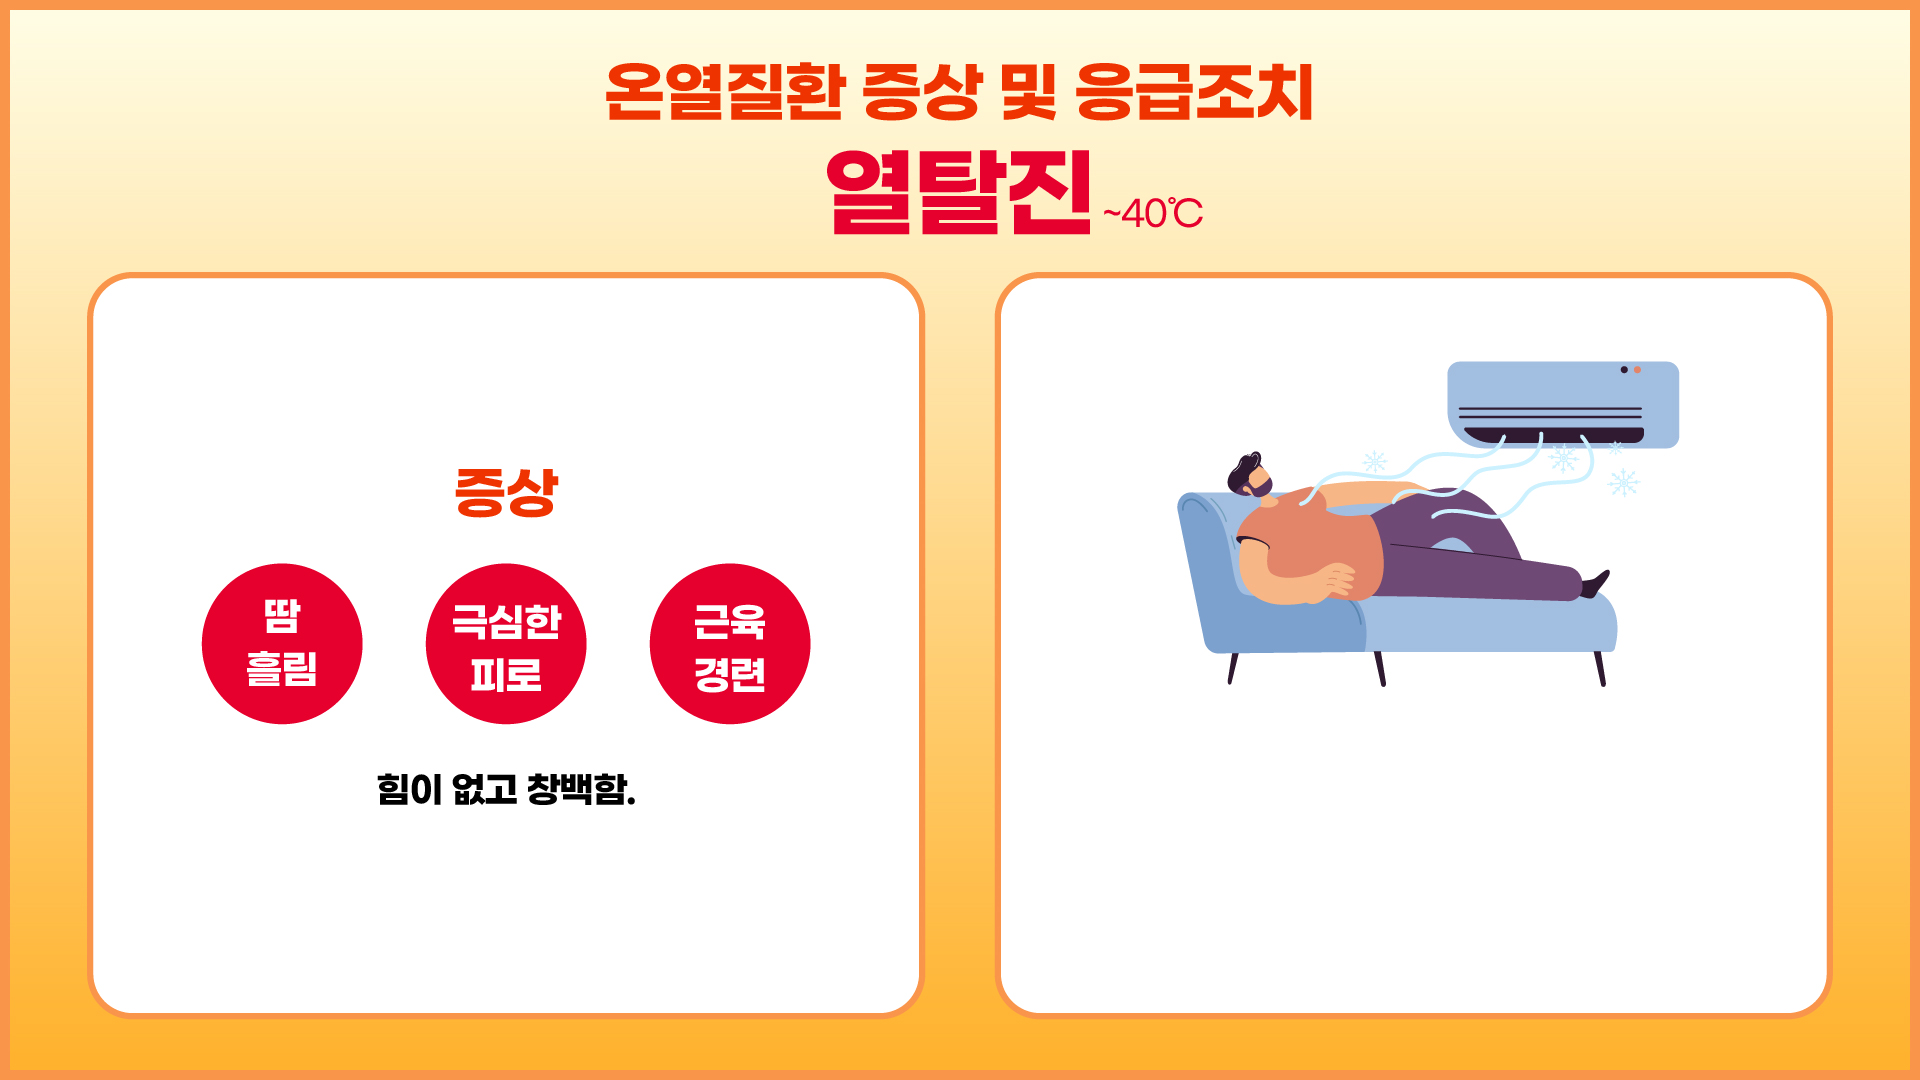 온열질환 증상 및 응급조치
열탈진 ~40℃
증상
땀
흘림
극심한
피로
근육
경련
힘이 없고 창백함.